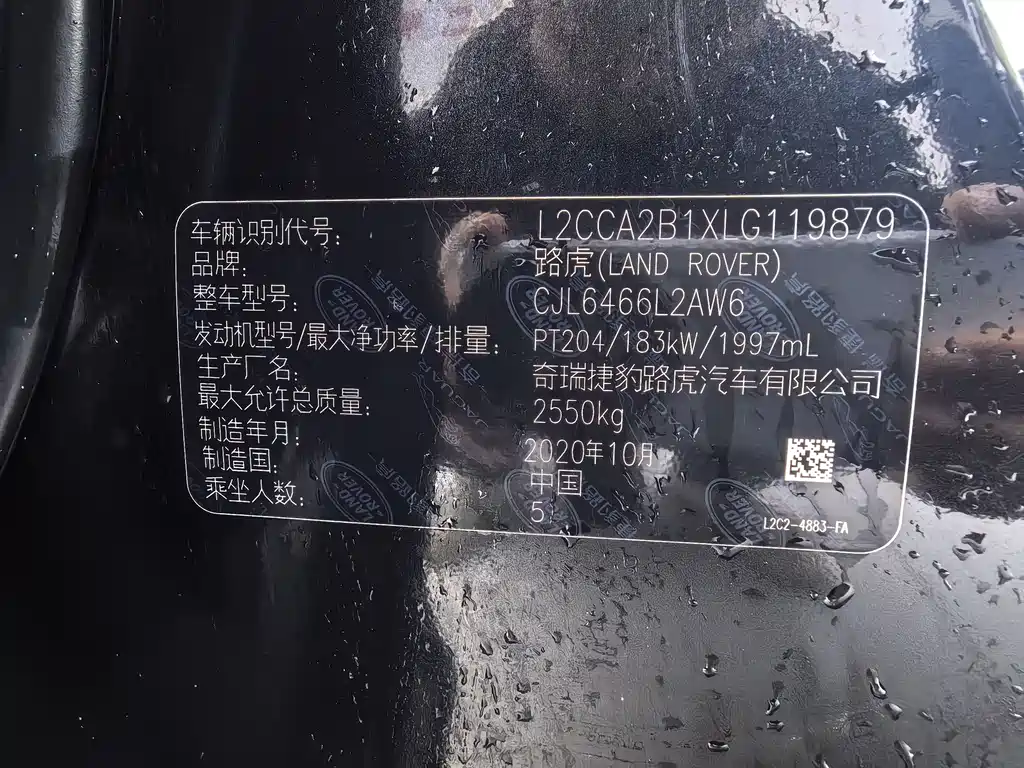 车辆识别代号: L2CCA2B1XLG119879
品牌: 路虎(LAND ROVER)
整车型号: CJL6466L2AW6
发动机型号/最大净功率/排量: PT204/183kW/1997mL
生产厂名: 奇瑞捷豹路虎汽车有限公司
最大允许总质量: 2550kg
制造年月: 2020年10月
制造国: 中国
乘坐人数: 5
L2C2-4883-FA